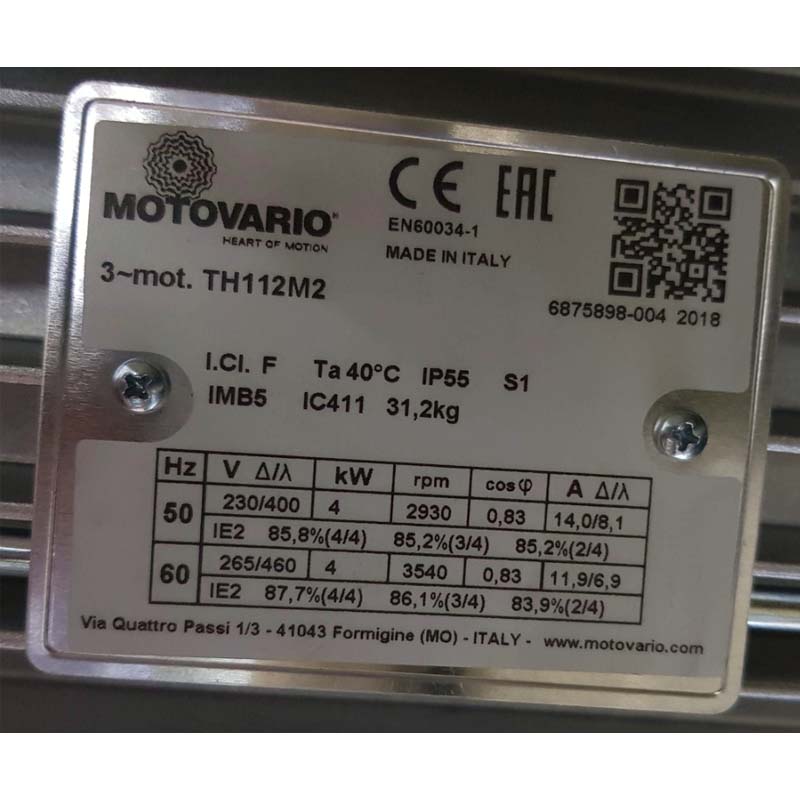 MOTOVARIO®
HEART OF MOTION
CE EAC
EN60034-1
MADE IN ITALY
3~mot. TH112M2
6875898-004 2018
I.Cl. F Ta 40°C IP55 S1
IMB5 IC411 31,2kg
Hz V Δ/λ kW rpm cosφ A Δ/λ
50 230/400 4 2930 0,83 14,0/8,1
IE2 85,8%(4/4) 85,2%(3/4) 85,2%(2/4)
60 265/460 4 3540 0,83 11,9/6,9
IE2 87,7%(4/4) 86,1%(3/4) 83,9%(2/4)
Via Quattro Passi 1/3 - 41043 Formigine (MO) - ITALY - www.motovario.com